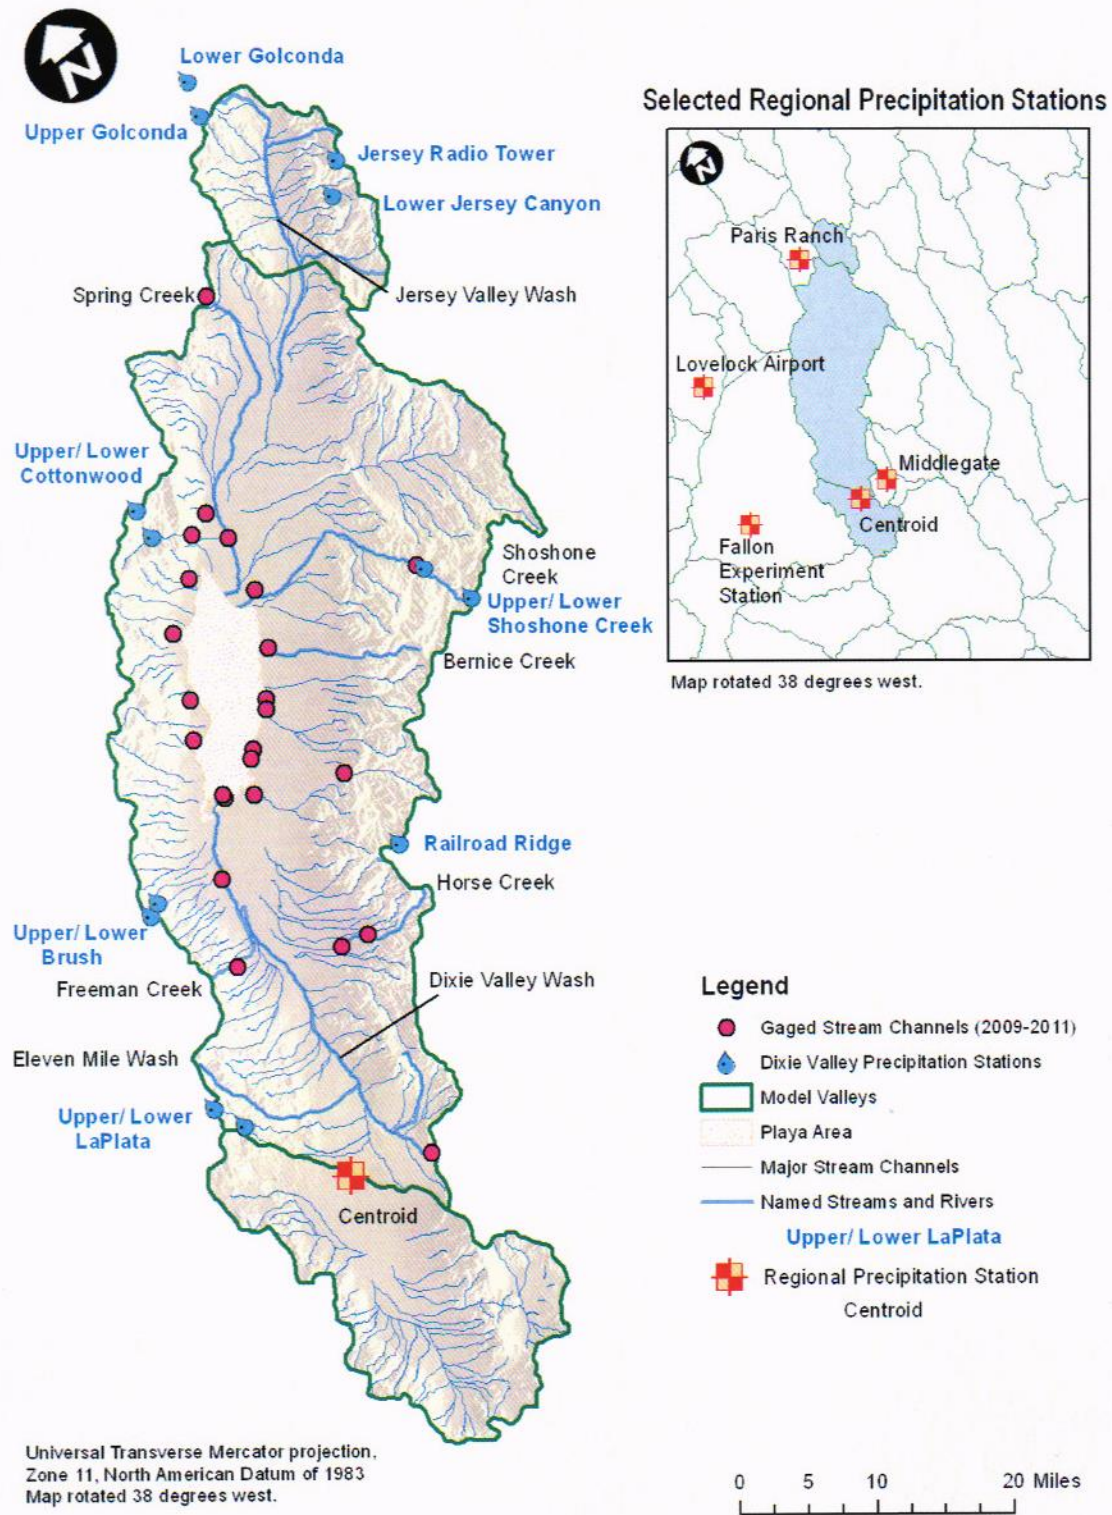 N
Lower Golconda
Upper Golconda
Jersey Radio Tower
Lower Jersey Canyon
Spring Creek
Jersey Valley Wash
Upper/ Lower
Cottonwood
Shoshone
Creek
Upper/ Lower
Shoshone Creek
Bernice Creek
Railroad Ridge
Horse Creek
Upper/ Lower
Brush
Freeman Creek
Dixie Valley Wash
Eleven Mile Wash
Upper/ Lower
LaPlata
Centroid
Universal Transverse Mercator projection,
Zone 11, North American Datum of 1983
Map rotated 38 degrees west.
Selected Regional Precipitation Stations
N
Paris Ranch
Lovelock Airport
Middlegate
Centroid
Fallon
Experiment
Station
Map rotated 38 degrees west.
Legend
Gaged Stream Channels (2009-2011)
Dixie Valley Precipitation Stations
Model Valleys
Playa Area
Major Stream Channels
Named Streams and Rivers
Upper/ Lower LaPlata
Regional Precipitation Station
Centroid
0 5 10 20 Miles